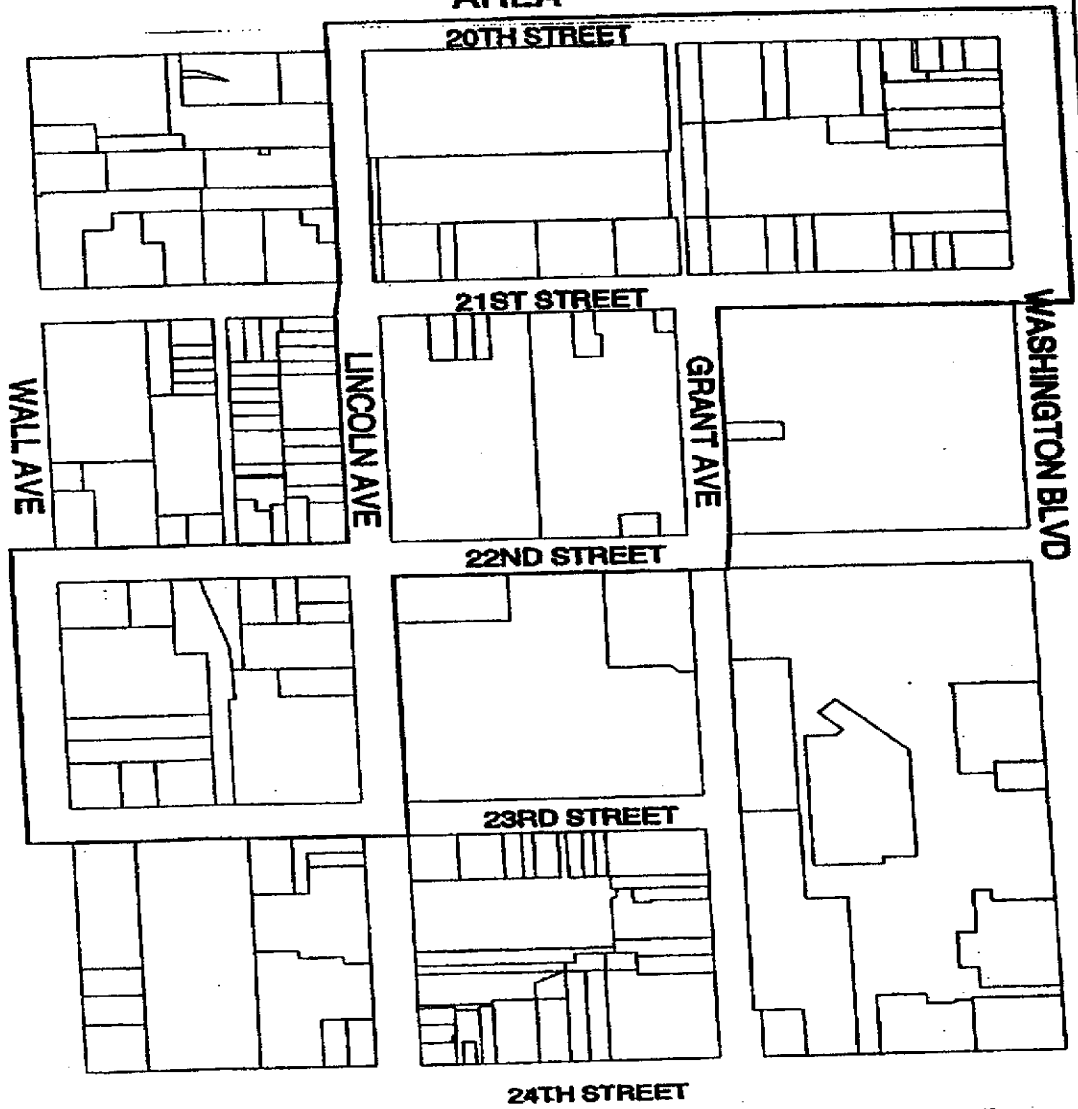 AREA
20TH STREET
21ST STREET
WALL AVE
LINCOLN AVE
GRANT AVE
WASHINGTON BLVD
22ND STREET
23RD STREET
24TH STREET